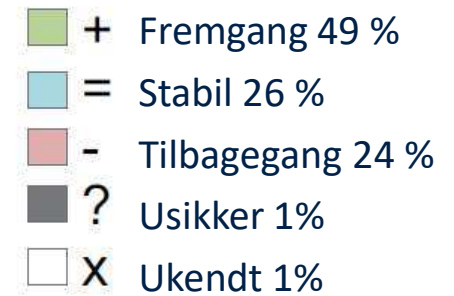 + Fremgang 49 %
= Stabil 26 %
- Tilbagegang 24 %
? Usikker 1%
X Ukendt 1%